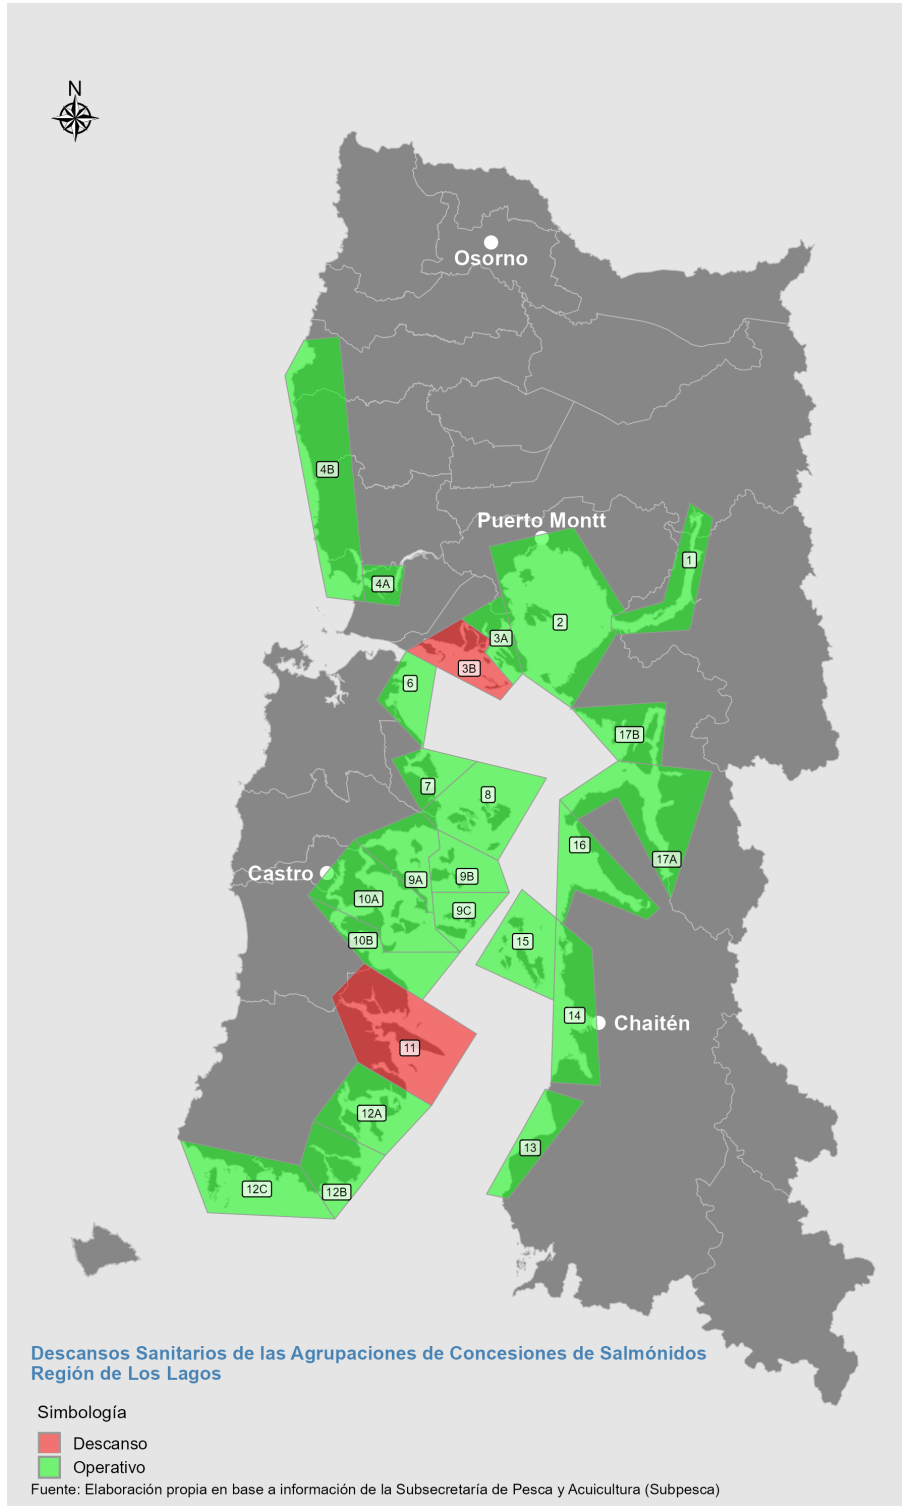 N
Osorno
4B
Puerto Montt
1
4A
2
3A
3B
6
17B
7
8
16
17A
Castro
9A
9B
10A
9C
10B
15
14
Chaitén
11
12A
13
12C
12B
Descansos Sanitarios de las Agrupaciones de Concesiones de Salmónidos
Región de Los Lagos
Simbología
Descanso
Operativo
Fuente: Elaboración propia en base a información de la Subsecretaría de Pesca y Acuicultura (Subpesca)